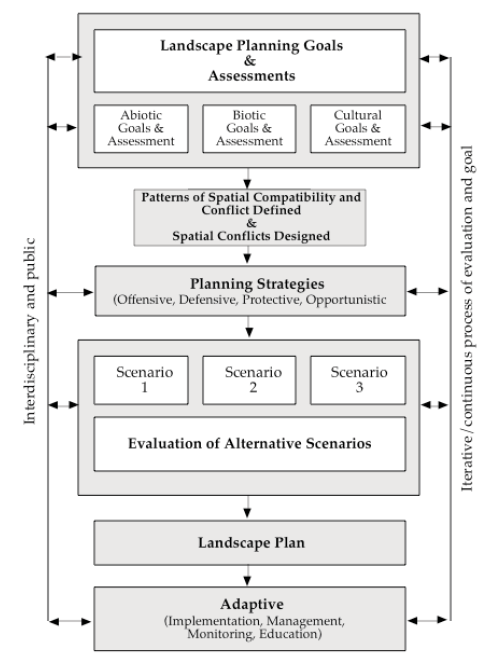 Landscape Planning Goals
&
Assessments
Abiotic
Goals &
Assessment
Biotic
Goals &
Assessment
Cultural
Goals &
Assessment
Patterns of Spatial Compatibility and
Conflict Defined
&
Spatial Conflicts Designed
Planning Strategies
(Offensive, Defensive, Protective, Opportunistic
Scenario
1
Scenario
2
Scenario
3
Evaluation of Alternative Scenarios
Landscape Plan
Adaptive
(Implementation, Management,
Monitoring, Education)
Interdisciplinary and public
Iterative/continuous process of evaluation and goal